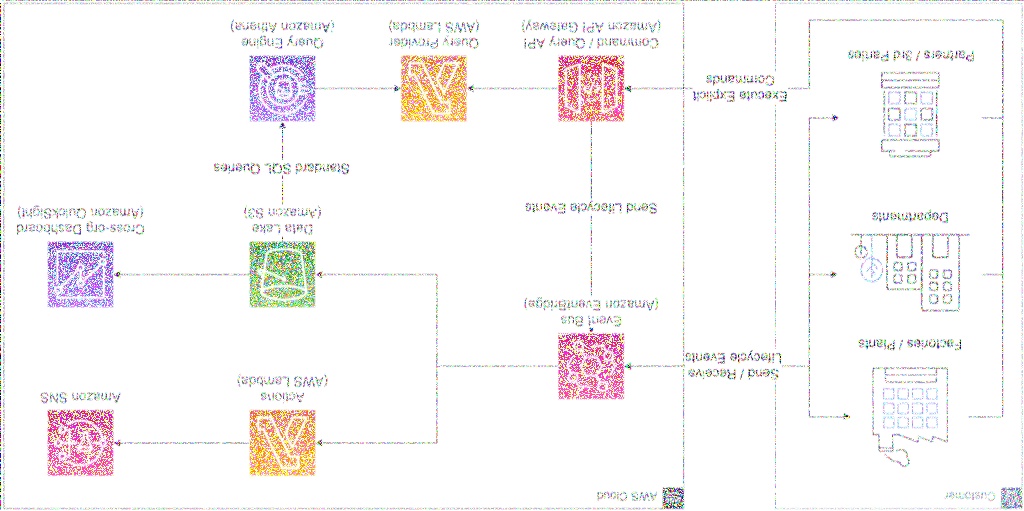 Customer
AWS Cloud
Factories / Plants
Departments
Partners / 3rd Parties
Send / Receive
Lifecycle Events
Execute Explicit
Commands
Event Bus
(Amazon EventBridge)
Send Lifecycle Events
Command / Query API
(Amazon API Gateway)
Actions
(AWS Lambda)
Amazon SNS
Data Lake
(Amazon S3)
Cross-org Dashboard
(Amazon QuickSight)
Standard SQL Queries
Query Provider
(AWS Lambda)
Query Engine
(Amazon Athena)